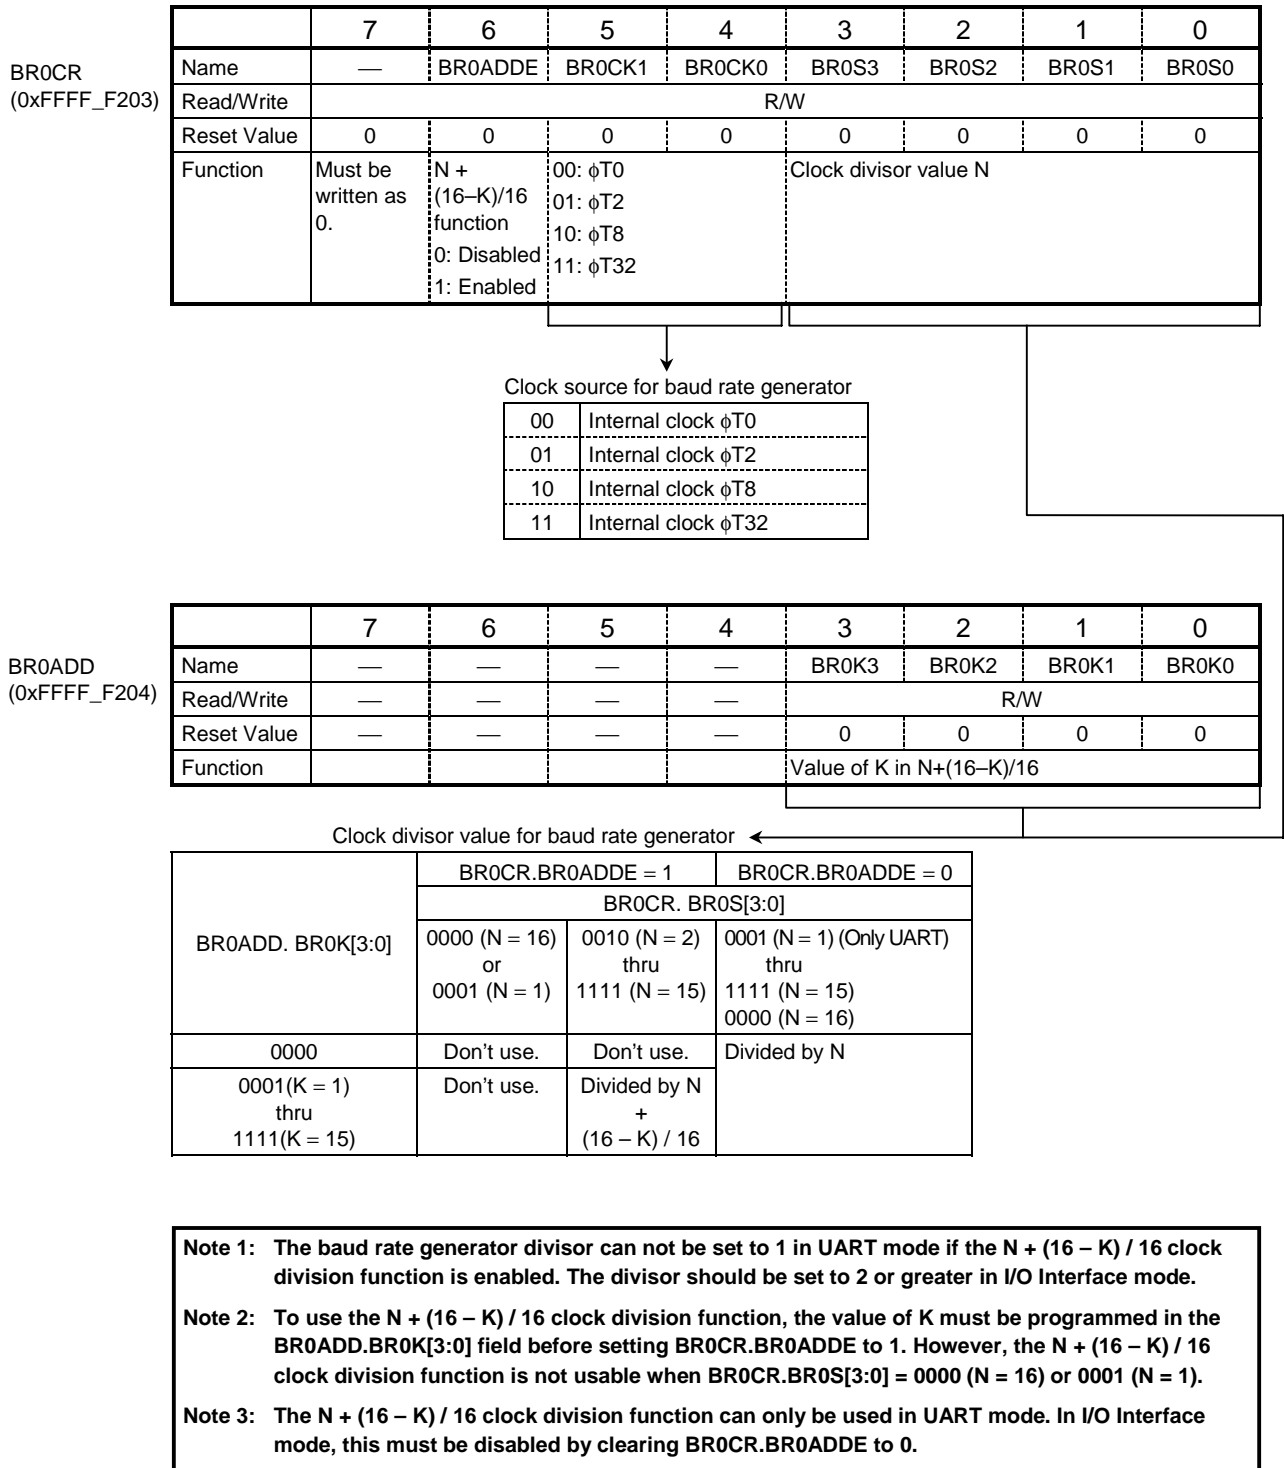 7 6 5 4 3 2 1 0
BR0CR
(0xFFFF_F203)
Name — BR0ADDE BR0CK1 BR0CK0 BR0S3 BR0S2 BR0S1 BR0S0
Read/Write R/W
Reset Value 0 0 0 0 0 0 0 0
Function Must be written as 0. N + (16–K)/16 function 0: Disabled 1: Enabled 00: ϕT0 01: ϕT2 10: ϕT8 11: ϕT32 Clock divisor value N
Clock source for baud rate generator
00 Internal clock ϕT0
01 Internal clock ϕT2
10 Internal clock ϕT8
11 Internal clock ϕT32
7 6 5 4 3 2 1 0
BR0ADD
(0xFFFF_F204)
Name — — — — BR0K3 BR0K2 BR0K1 BR0K0
Read/Write — — — — R/W
Reset Value — — — — 0 0 0 0
Function Value of K in N+(16–K)/16
Clock divisor value for baud rate generator
BR0ADD. BR0K[3:0]
BR0CR.BR0ADDE = 1 BR0CR.BR0ADDE = 0
BR0CR. BR0S[3:0]
0000 (N = 16) 0010 (N = 2) 0001 (N = 1) (Only UART)
or thru thru
0001 (N = 1) 1111 (N = 15) 1111 (N = 15)
0000 (N = 16)
0000 Don't use. Don't use. Divided by N
0001(K = 1) Don't use. Divided by N
thru +
1111(K = 15) (16 – K) / 16
Note 1: The baud rate generator divisor can not be set to 1 in UART mode if the N + (16 – K) / 16 clock
division function is enabled. The divisor should be set to 2 or greater in I/O Interface mode.
Note 2: To use the N + (16 – K) / 16 clock division function, the value of K must be programmed in the
BR0ADD.BR0K[3:0] field before setting BR0CR.BR0ADDE to 1. However, the N + (16 – K) / 16
clock division function is not usable when BR0CR.BR0S[3:0] = 0000 (N = 16) or 0001 (N = 1).
Note 3: The N + (16 – K) / 16 clock division function can only be used in UART mode. In I/O Interface
mode, this must be disabled by clearing BR0CR.BR0ADDE to 0.